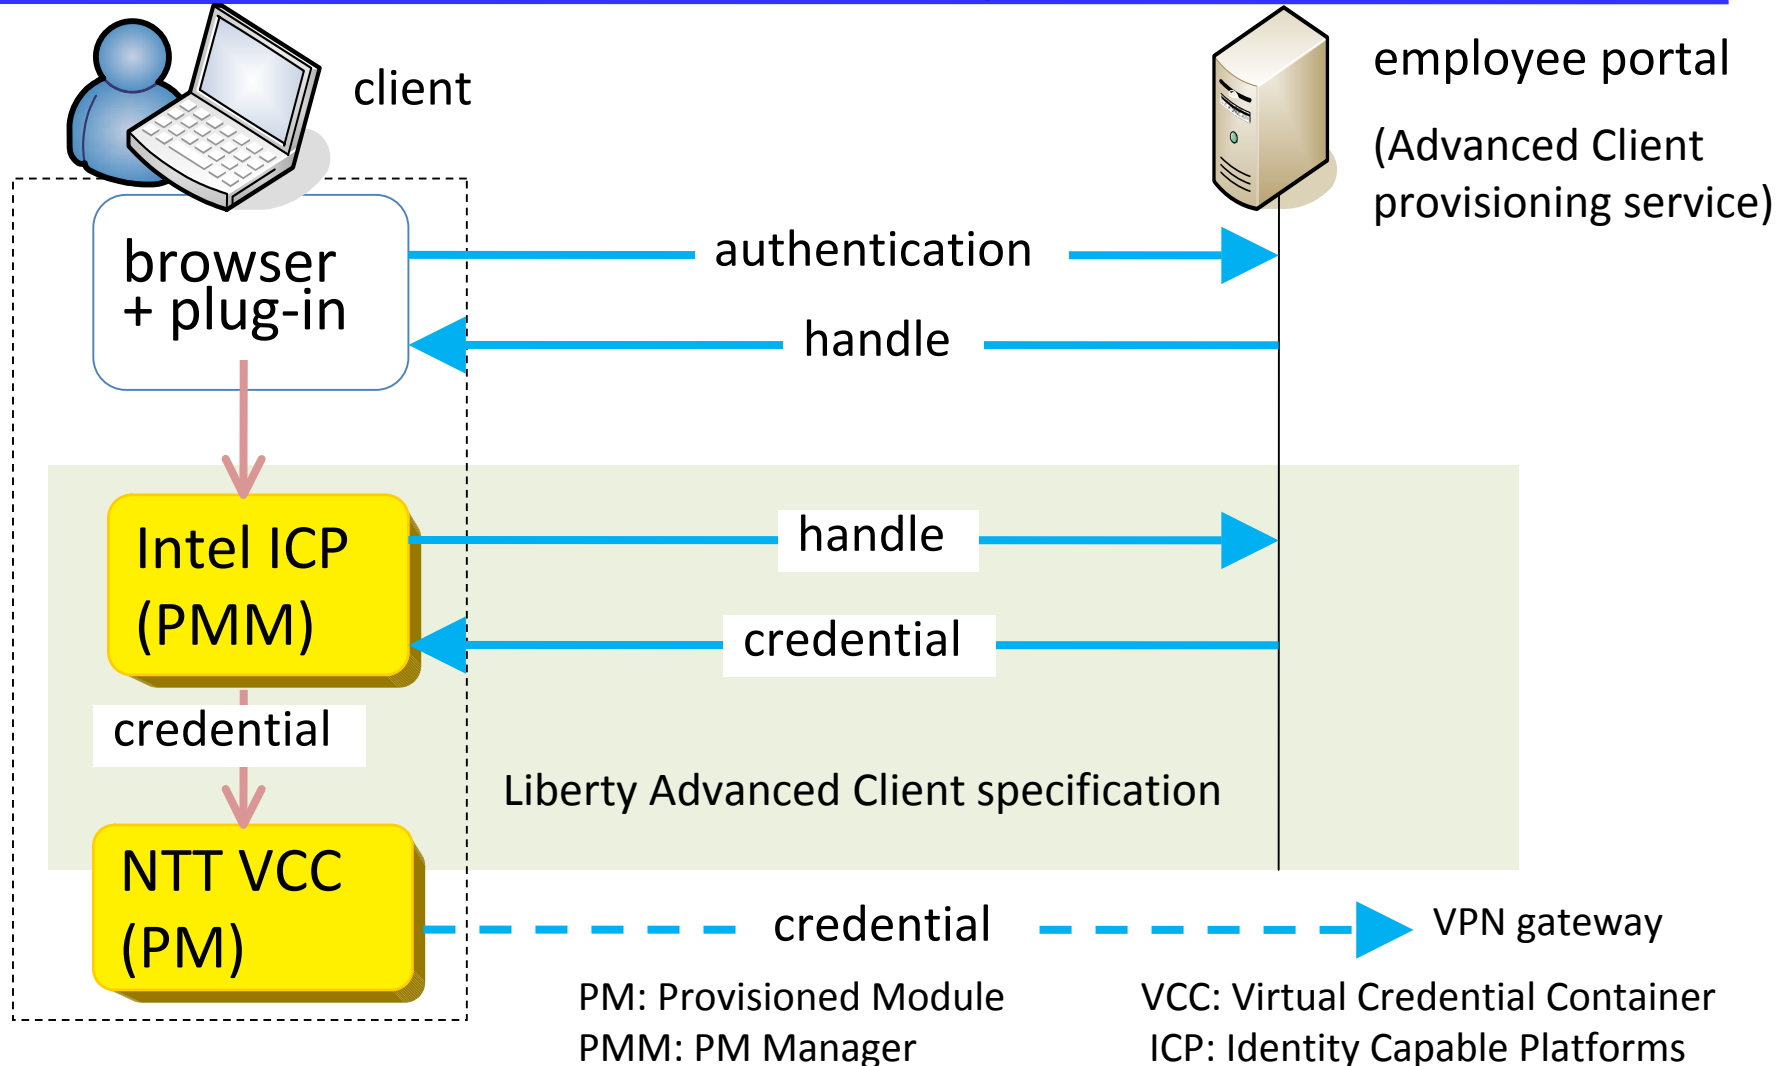 client
employee portal
(Advanced Client
provisioning service)
browser
+ plug-in
authentication
handle
Intel ICP
(PMM)
handle
credential
credential
Liberty Advanced Client specification
NTT VCC
(PM)
credential
VPN gateway
PM: Provisioned Module
VCC: Virtual Credential Container
PMM: PM Manager
ICP: Identity Capable Platforms